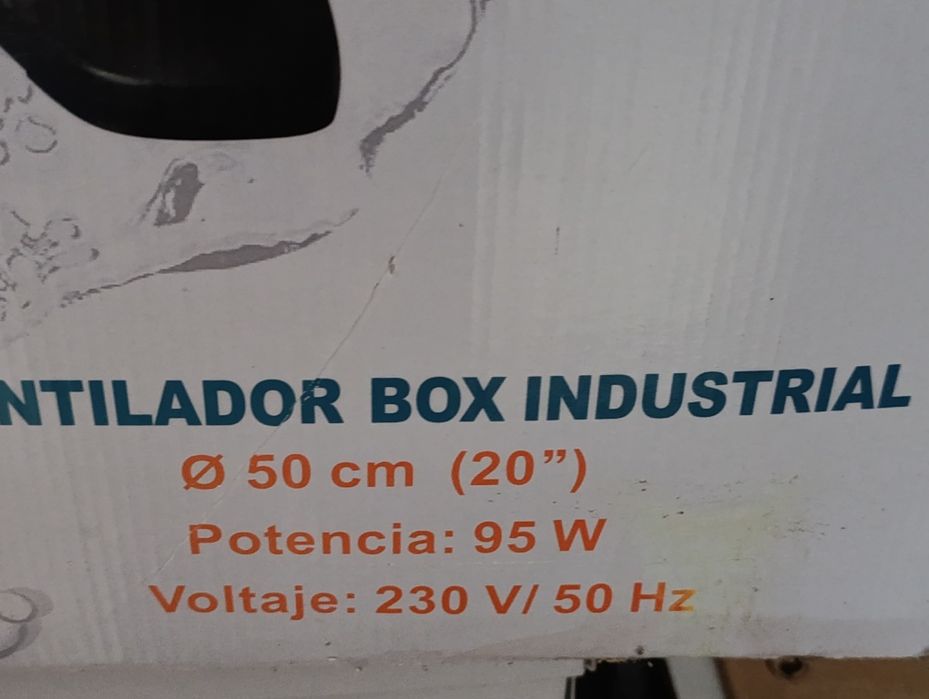 NTILADOR BOX INDUSTRIAL
Ø 50 cm (20”)
Potencia: 95 W
Voltaje: 230 V/ 50 Hz